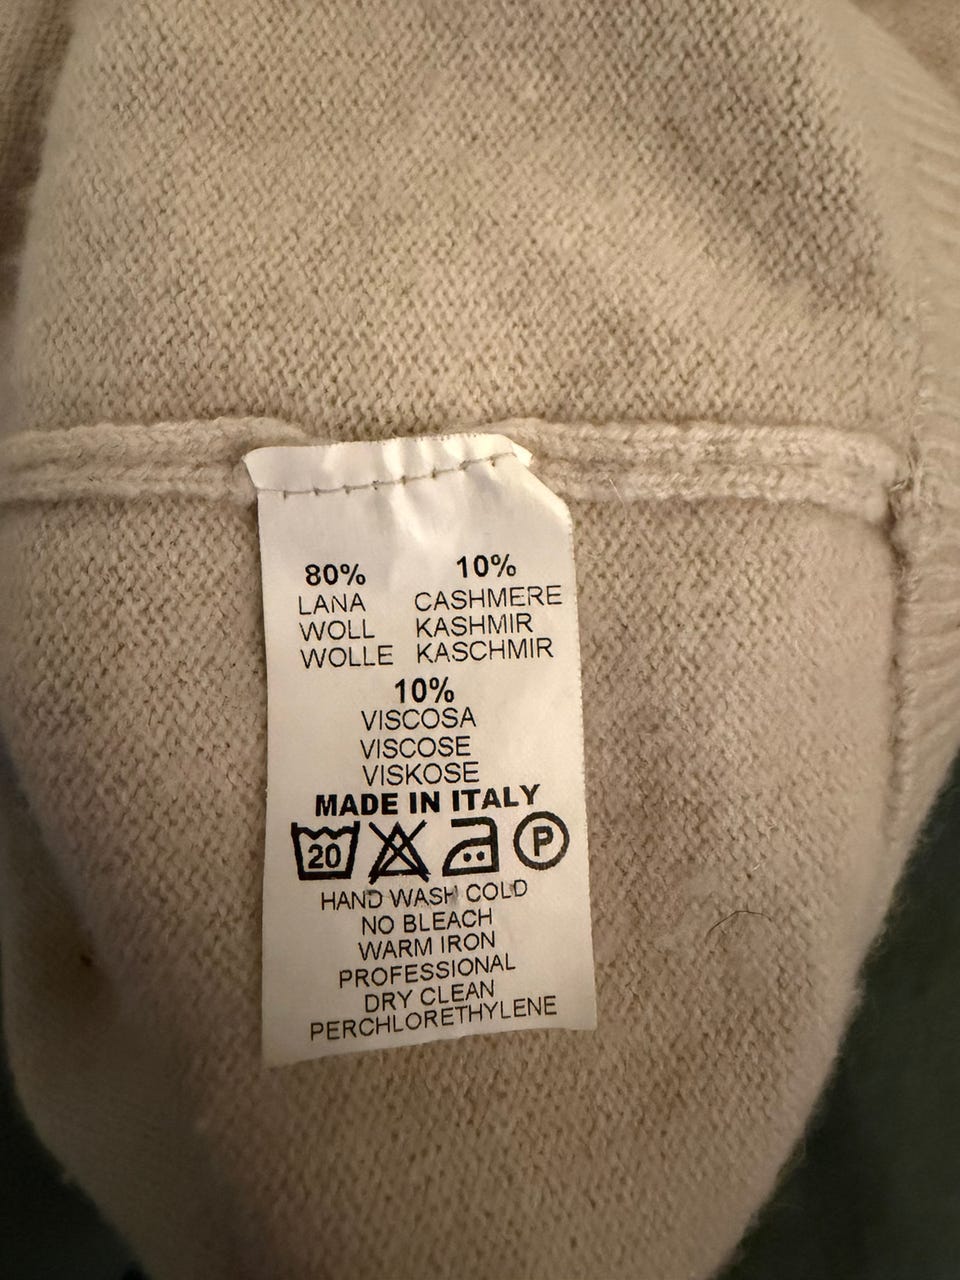 80% 10%
LANA CASHMERE
WOLL KASHMIR
WOLLE KASCHMIR
10%
VISCOSA
VISCOSE
VISKOSE
MADE IN ITALY
20 P
HAND WASH COLD
NO BLEACH
WARM IRON
PROFESSIONAL
DRY CLEAN
PERCHLORETHYLENE